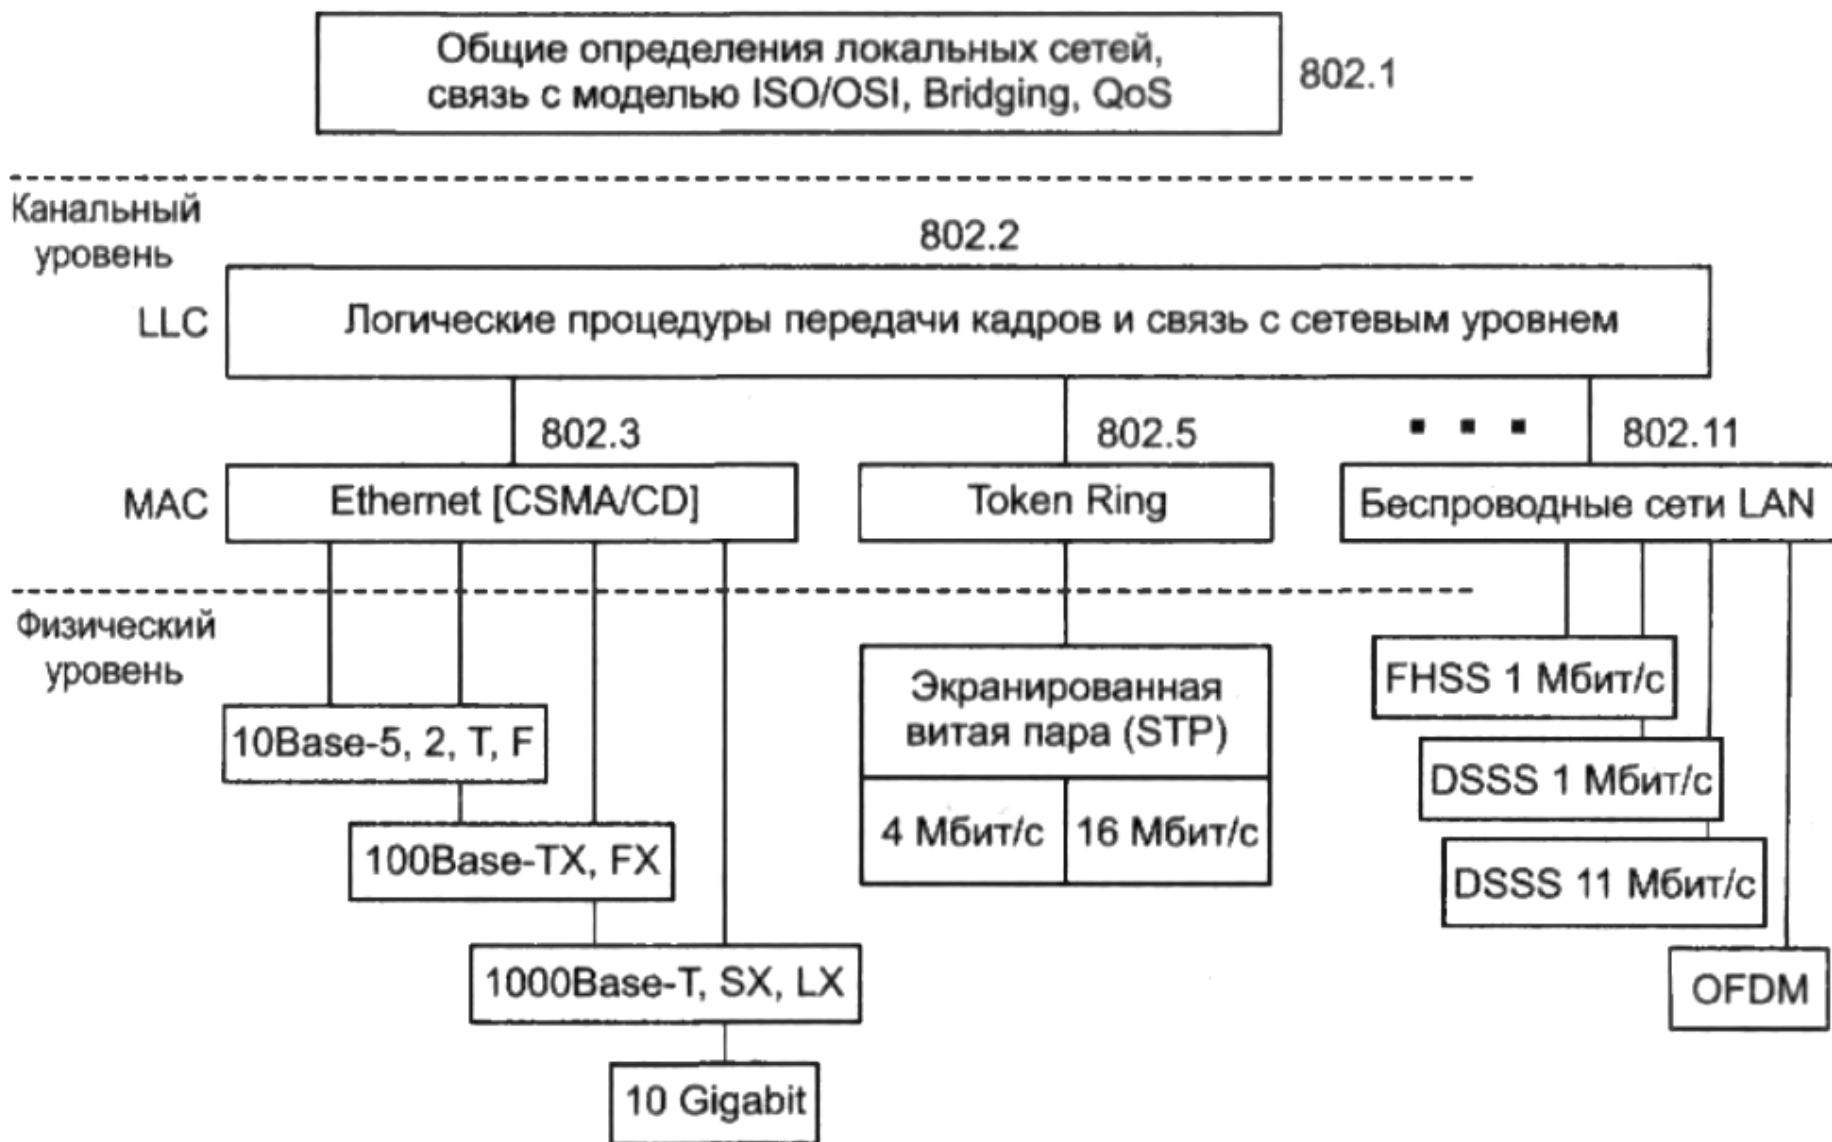 Общие определения локальных сетей,
связь с моделью ISO/OSI, Bridging, QoS
802.1
Канальный
уровень
802.2
LLC
Логические процедуры передачи кадров и связь с сетевым уровнем
802.3
802.5
. . .
802.11
MAC
Ethernet [CSMA/CD]
Token Ring
Беспроводные сети LAN
Физический
уровень
10Base-5, 2, T, F
100Base-TX, FX
1000Base-T, SX, LX
10 Gigabit
Экранированная
витая пара (STP)
4 Мбит/с
16 Мбит/с
FHSS 1 Мбит/с
DSSS 1 Мбит/с
DSSS 11 Мбит/с
OFDM